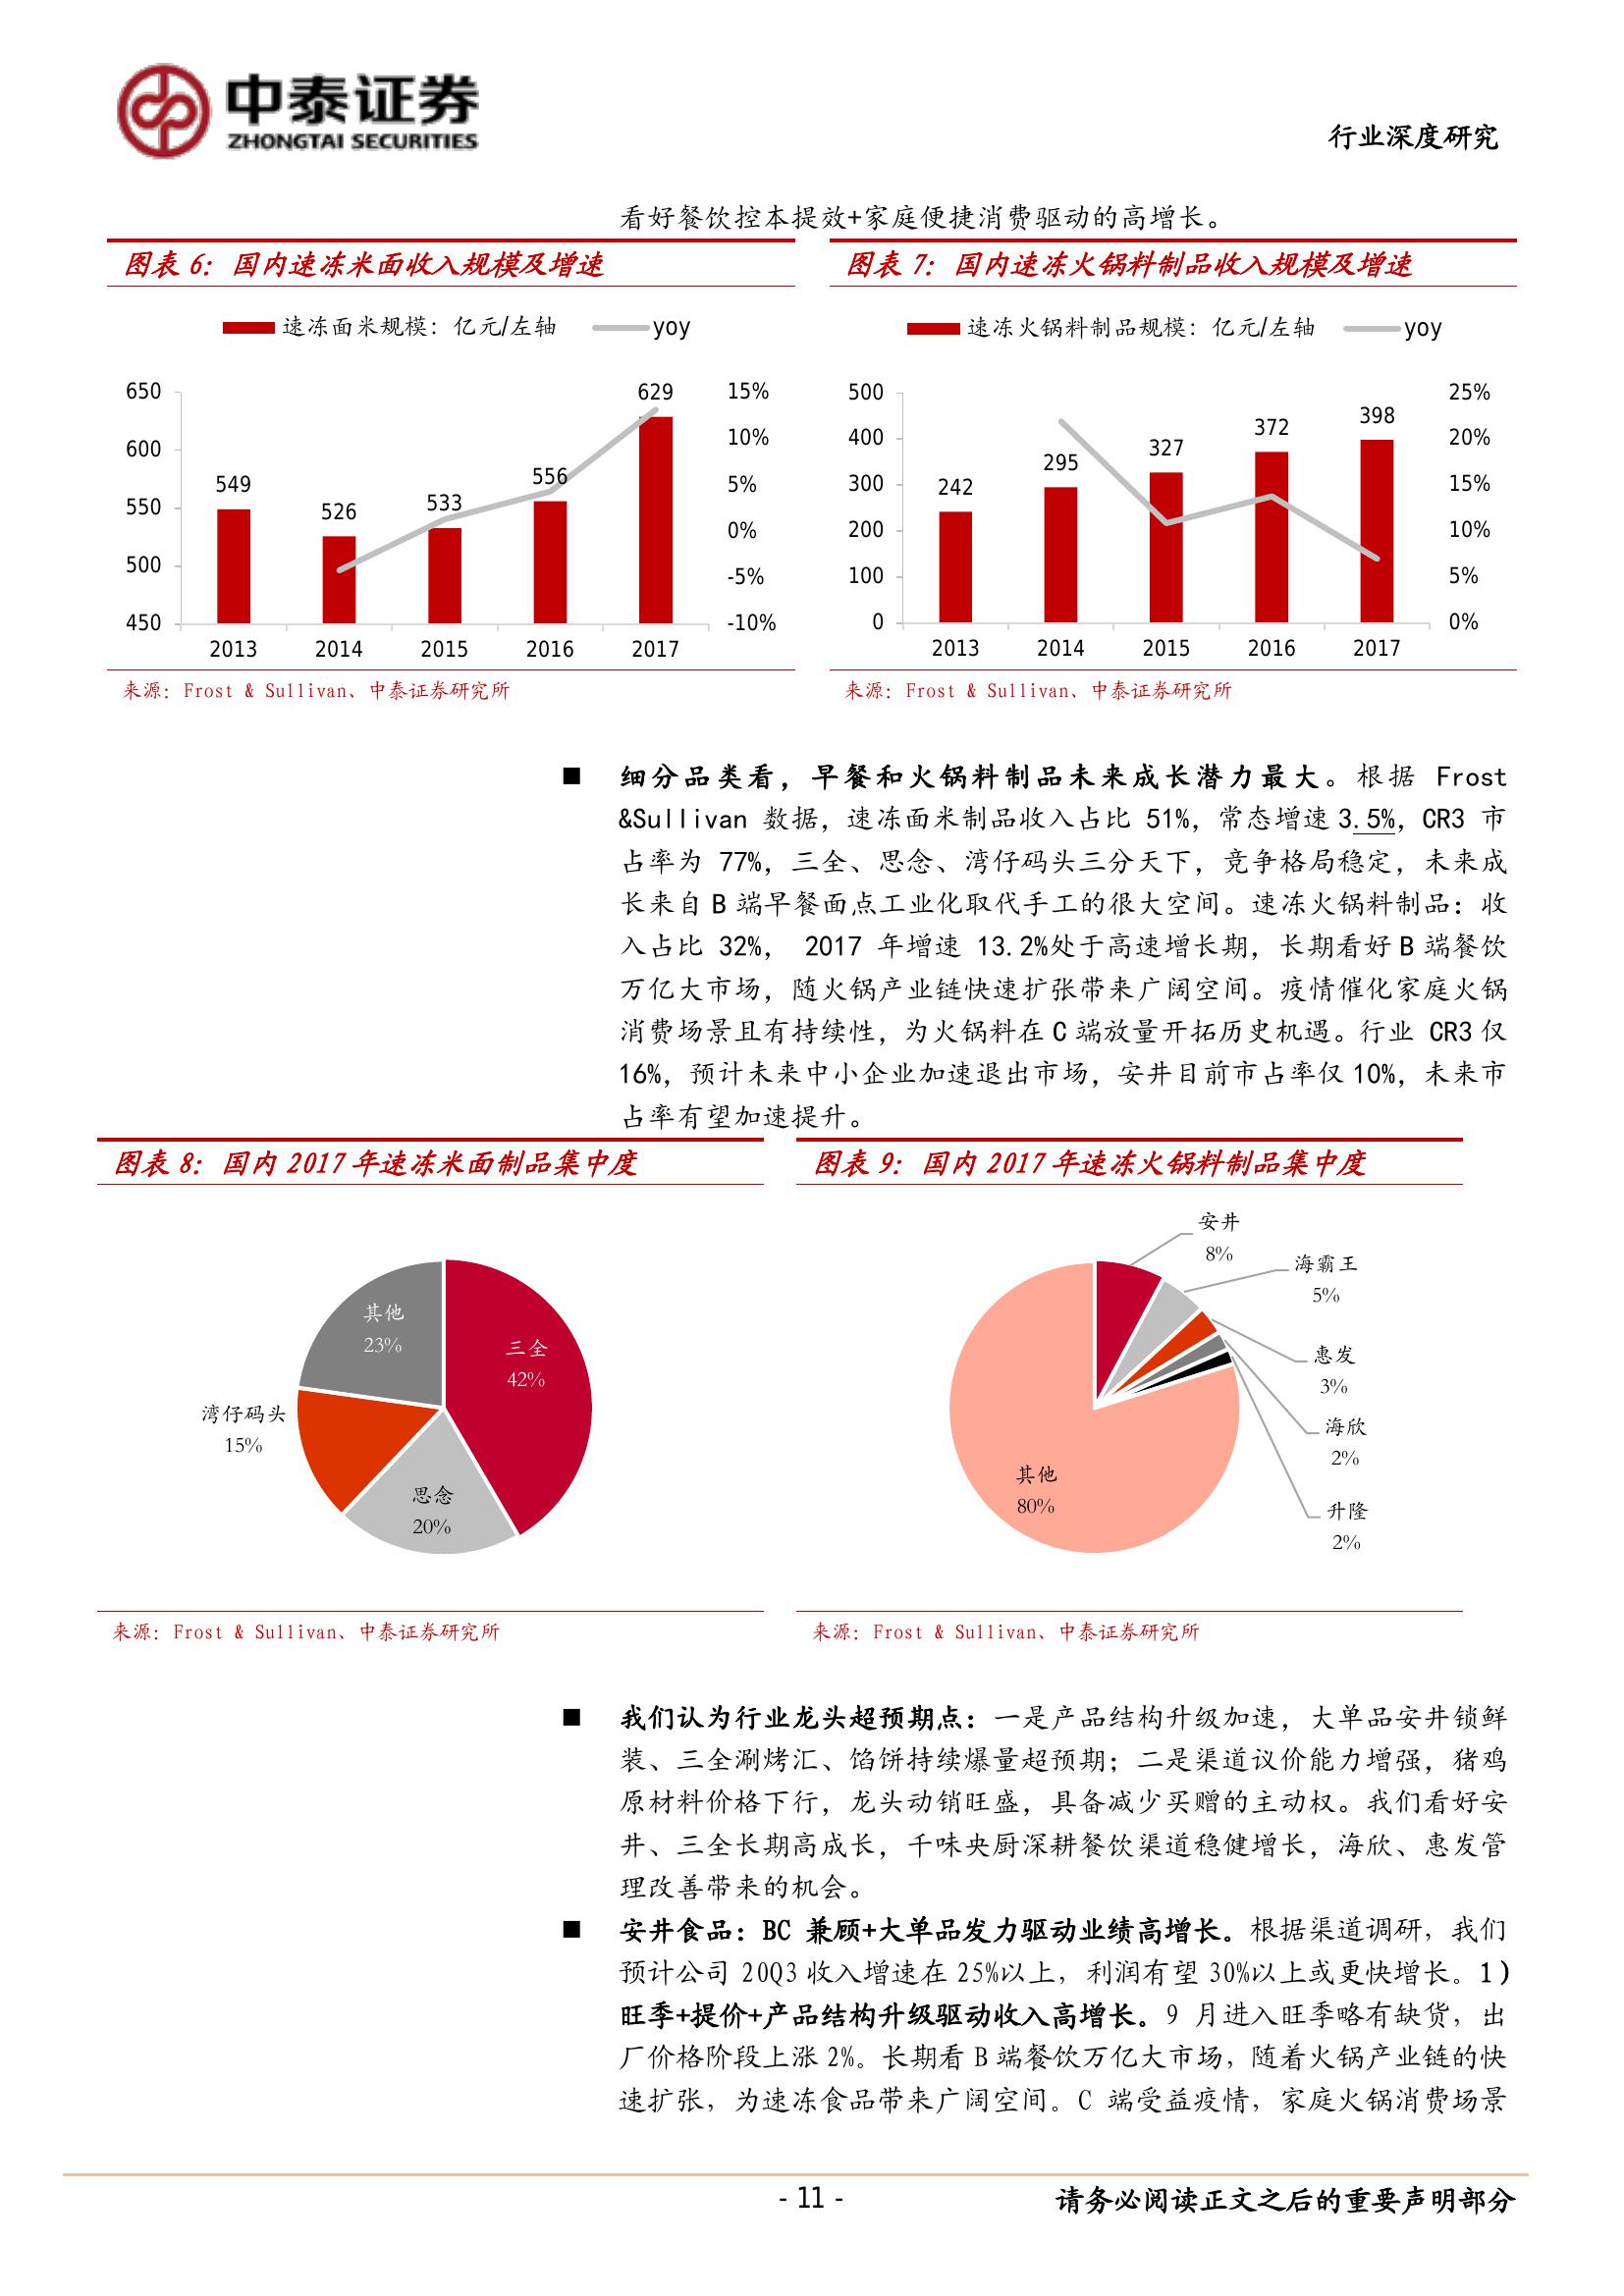 中泰证券
ZHONGTAI SECURITIES
行业深度研究
看好餐饮控本提效+家庭便捷消费驱动的高增长。
图表 6：国内速冻米面收入规模及增速
速冻面米规模：亿元/左轴 yoy
650
600
550
500
450
549
526
533
556
629
15%
10%
5%
0%
-5%
-10%
2013 2014 2015 2016 2017
来源：Frost & Sullivan、中泰证券研究所
图表 7：国内速冻火锅料制品收入规模及增速
速冻火锅料制品规模：亿元/左轴 yoy
500
400
300
200
100
0
242
295
327
372
398
25%
20%
15%
10%
5%
0%
2013 2014 2015 2016 2017
来源：Frost & Sullivan、中泰证券研究所
■ 细分品类看，早餐和火锅料制品未来成长潜力最大。根据 Frost
&Sullivan 数据，速冻面米制品收入占比 51%，常态增速 3.5%，CR3 市
占率为 77%，三全、思念、湾仔码头三分天下，竞争格局稳定，未来成
长来自 B 端早餐面点工业化取代手工的很大空间。速冻火锅料制品：收
入占比 32%， 2017 年增速 13.2%处于高速增长期，长期看好 B 端餐饮
万亿大市场，随火锅产业链快速扩张带来广阔空间。疫情催化家庭火锅
消费场景且有持续性，为火锅料在 C 端放量开拓历史机遇。行业 CR3 仅
16%，预计未来中小企业加速退出市场，安井目前市占率仅 10%，未来市
占率有望加速提升。
图表 8：国内 2017 年速冻米面制品集中度
三全
42%
思念
20%
湾仔码头
15%
其他
23%
来源：Frost & Sullivan、中泰证券研究所
图表 9：国内 2017 年速冻火锅料制品集中度
安井
8%
海霸王
5%
惠发
3%
海欣
2%
升隆
2%
其他
80%
来源：Frost & Sullivan、中泰证券研究所
■ 我们认为行业龙头超预期点：一是产品结构升级加速，大单品安井锁鲜
装、三全涮烤汇、馅饼持续爆量超预期；二是渠道议价能力增强，猪鸡
原材料价格下行，龙头动销旺盛，具备减少买赠的主动权。我们看好安
井、三全长期高成长，千味央厨深耕餐饮渠道稳健增长，海欣、惠发管
理改善带来的机会。
■ 安井食品：BC 兼顾+大单品发力驱动业绩高增长。根据渠道调研，我们
预计公司 20Q3 收入增速在 25%以上，利润有望 30%以上或更快增长。1）
旺季+提价+产品结构升级驱动收入高增长。9 月进入旺季略有缺货，出
厂价格阶段上涨 2%。长期看 B 端餐饮万亿大市场，随着火锅产业链的快
速扩张，为速冻食品带来广阔空间。C 端受益疫情，家庭火锅消费场景
- 11 -
请务必阅读正文之后的重要声明部分